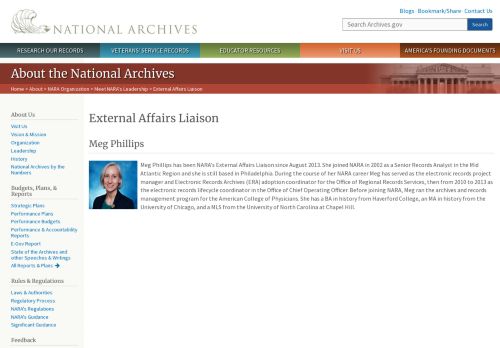 Blogs · Bookmark/Share · Contact Us
NATIONAL ARCHIVES
Search Archives.gov
Search
RESEARCH OUR RECORDS
VETERANS' SERVICE RECORDS
EDUCATOR RESOURCES
VISIT US
AMERICA'S FOUNDING DOCUMENTS
About the National Archives
Home > About > NARA Organization > Meet NARA's Leadership > External Affairs Liaison
About Us
Visit Us
Vision & Mission
Organization
Leadership
History
National Archives by the
Numbers
Budgets, Plans, &
Reports
Strategic Plans
Performance Plans
Performance Budgets
Performance & Accountability
Reports
E-Gov Report
State of the Archives and
other Speeches & Writings
All Reports & Plans
Rules & Regulations
Laws & Authorities
Regulatory Process
NARA's Regulations
NARA's Guidance
Significant Guidance
Feedback
External Affairs Liaison
Meg Phillips
Meg Phillips has been NARA's External Affairs Liaison since August 2013. She joined NARA in 2002 as a Senior Records Analyst in the Mid
Atlantic Region and she is still based in Philadelphia. During the course of her NARA career Meg has served as the electronic records project
manager and Electronic Records Archives (ERA) adoption coordinator for the Office of Regional Records Services, then from 2010 to 2013 as
the electronic records lifecycle coordinator in the Office of Chief Operating Officer. Before joining NARA, Meg ran the archives and records
management program for the American College of Physicians. She has a BA in history from Haverford College, an MA in history from the
University of Chicago, and a MLS from the University of North Carolina at Chapel Hill.